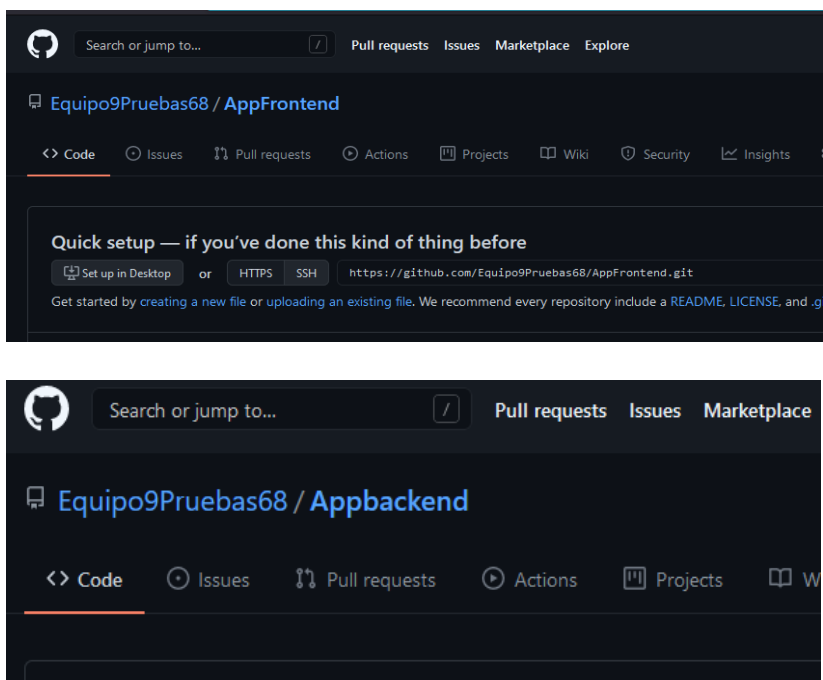 Search or jump to... / Pull requests Issues Marketplace Explore
Equipo9Pruebas68 / AppFrontend
<> Code Issues Pull requests Actions Projects Wiki Security Insights
Quick setup — if you've done this kind of thing before
Set up in Desktop or HTTPS SSH https://github.com/Equipo9Pruebas68/AppFrontend.git
Get started by creating a new file or uploading an existing file. We recommend every repository include a README, LICENSE, and .g
Search or jump to... / Pull requests Issues Marketplace
Equipo9Pruebas68 / Appbackend
<> Code Issues Pull requests Actions Projects W